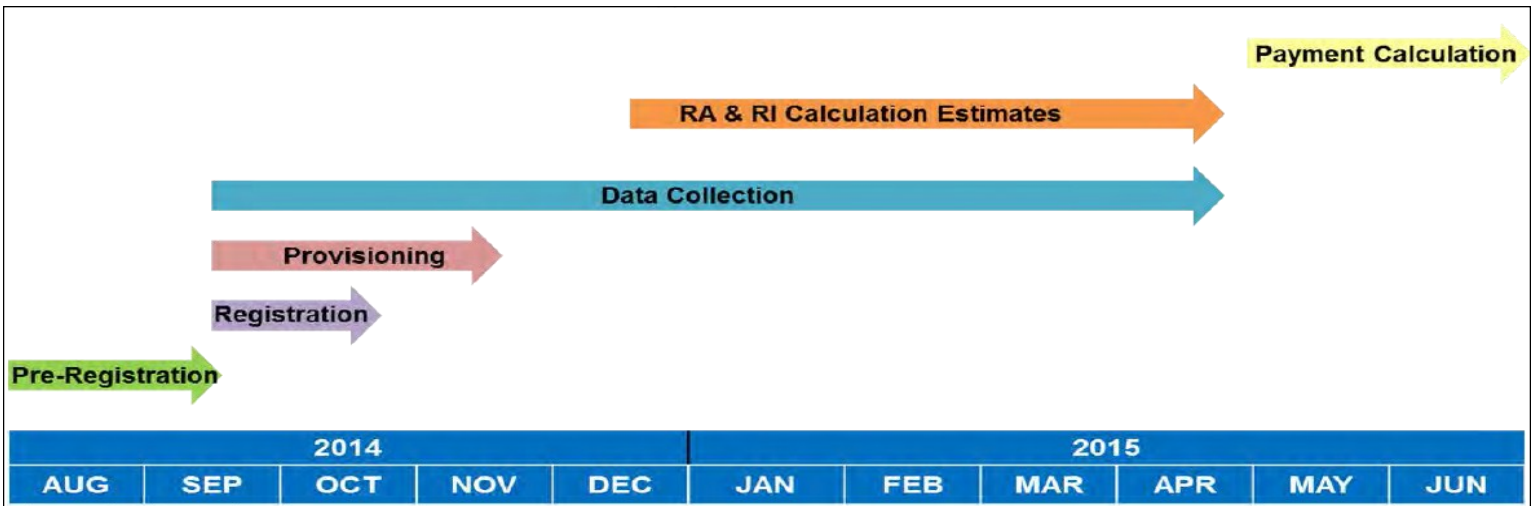 Payment Calculation
RA & RI Calculation Estimates
Data Collection
Provisioning
Registration
Pre-Registration
2014 2015
AUG SEP OCT NOV DEC JAN FEB MAR APR MAY JUN